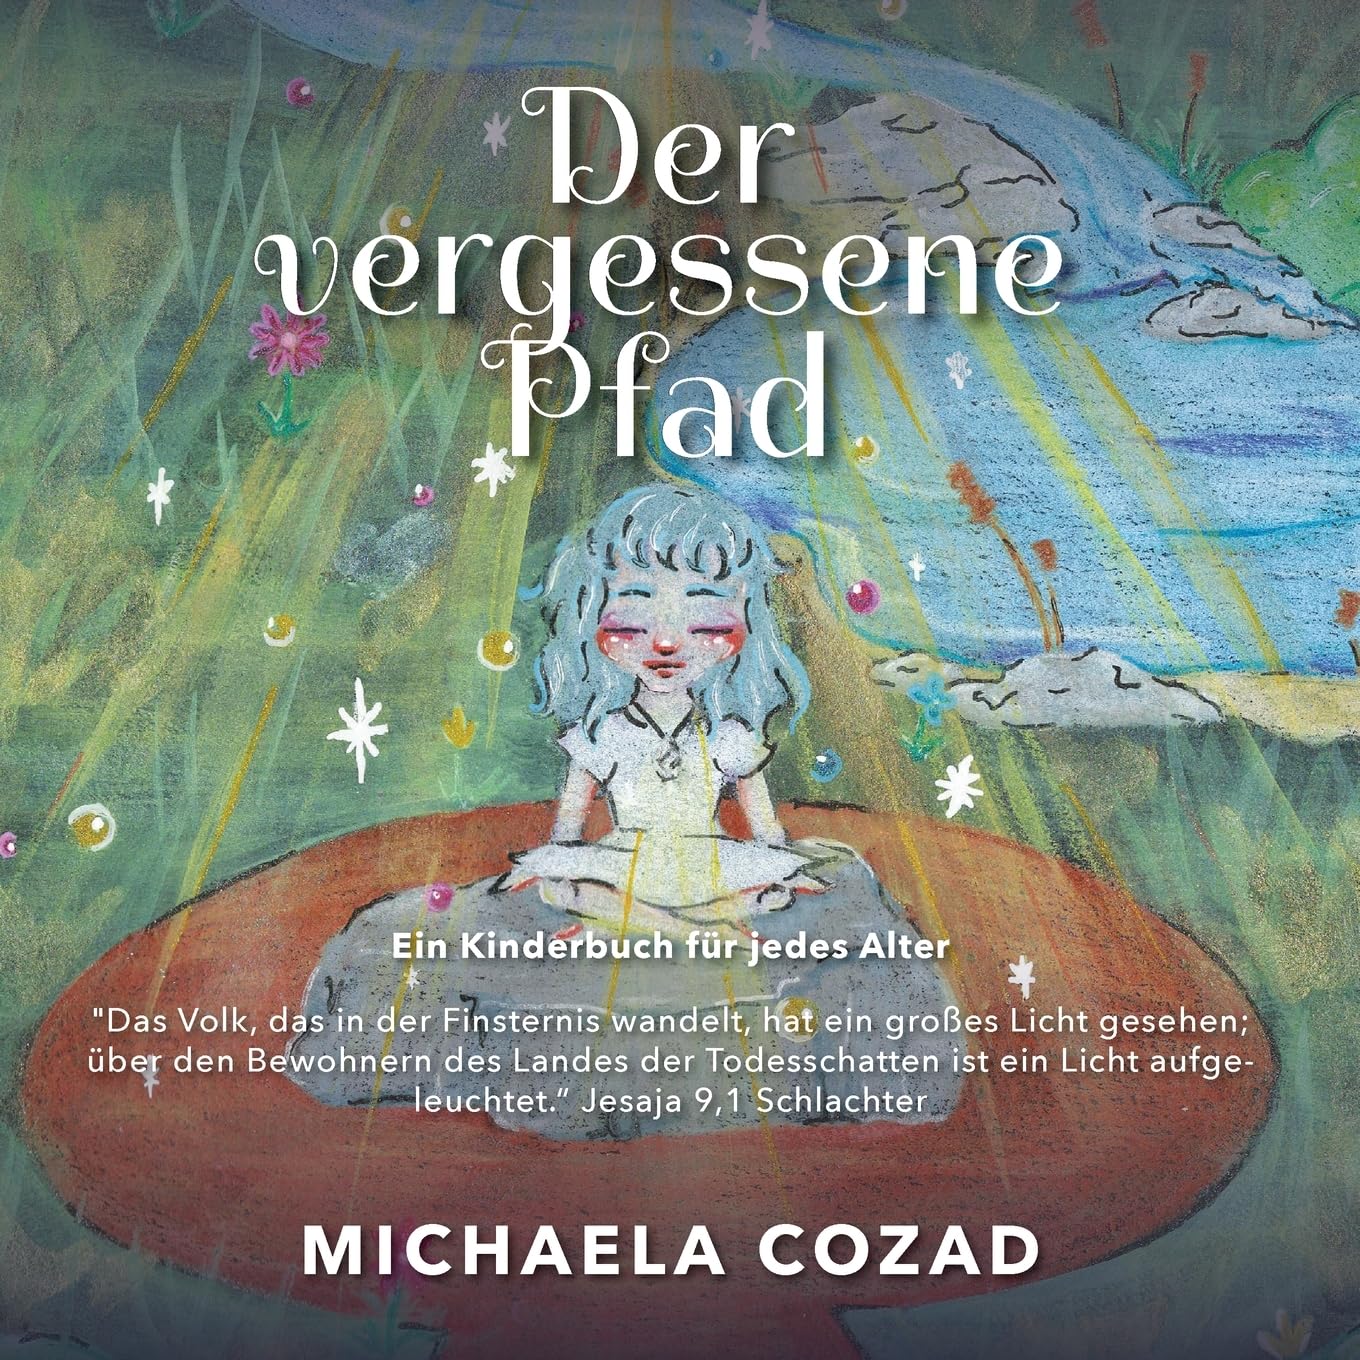 Der
vergessene
Pfad
Ein Kinderbuch für jedes Alter
"Das Volk, das in der Finsternis wandelt, hat ein großes Licht gesehen;
über den Bewohnern des Landes der Todesschatten ist ein Licht aufge-
leuchtet.“ Jesaja 9,1 Schlachter
MICHAELA COZAD